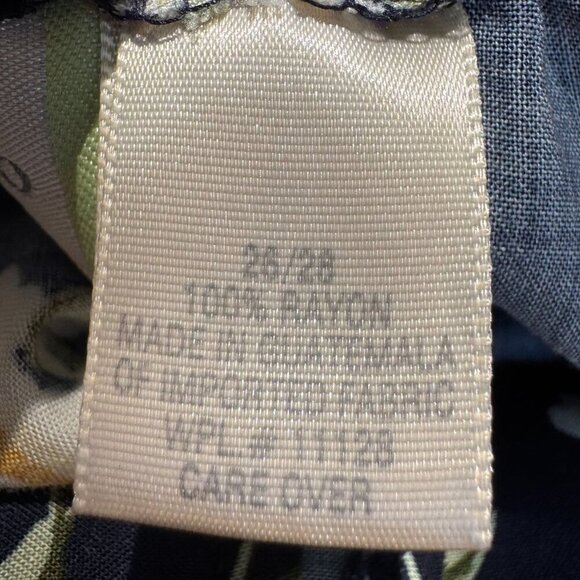 26/28
100% RAYON
MADE IN GUATEMALA
OF IMPORTED FABRIC
WPL# 11128
CARE OVER